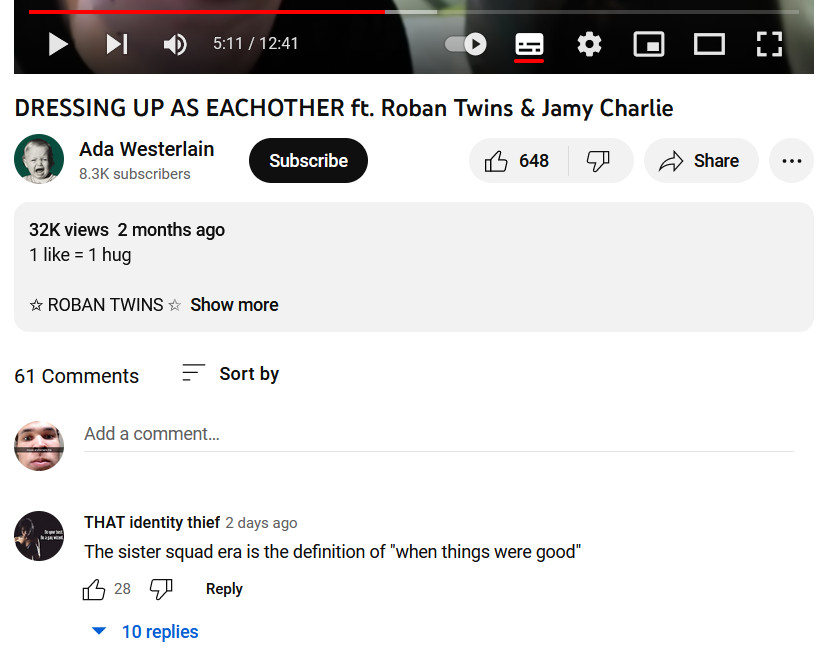 5:11 / 12:41
DRESSING UP AS EACHOTHER ft. Roban Twins & Jamy Charlie
Ada Westerlain
8.3K subscribers
Subscribe
648
Share
32K views 2 months ago
1 like = 1 hug
☆ ROBAN TWINS ☆ Show more
61 Comments
Sort by
Add a comment...
THAT identity thief 2 days ago
The sister squad era is the definition of "when things were good"
28
Reply
10 replies